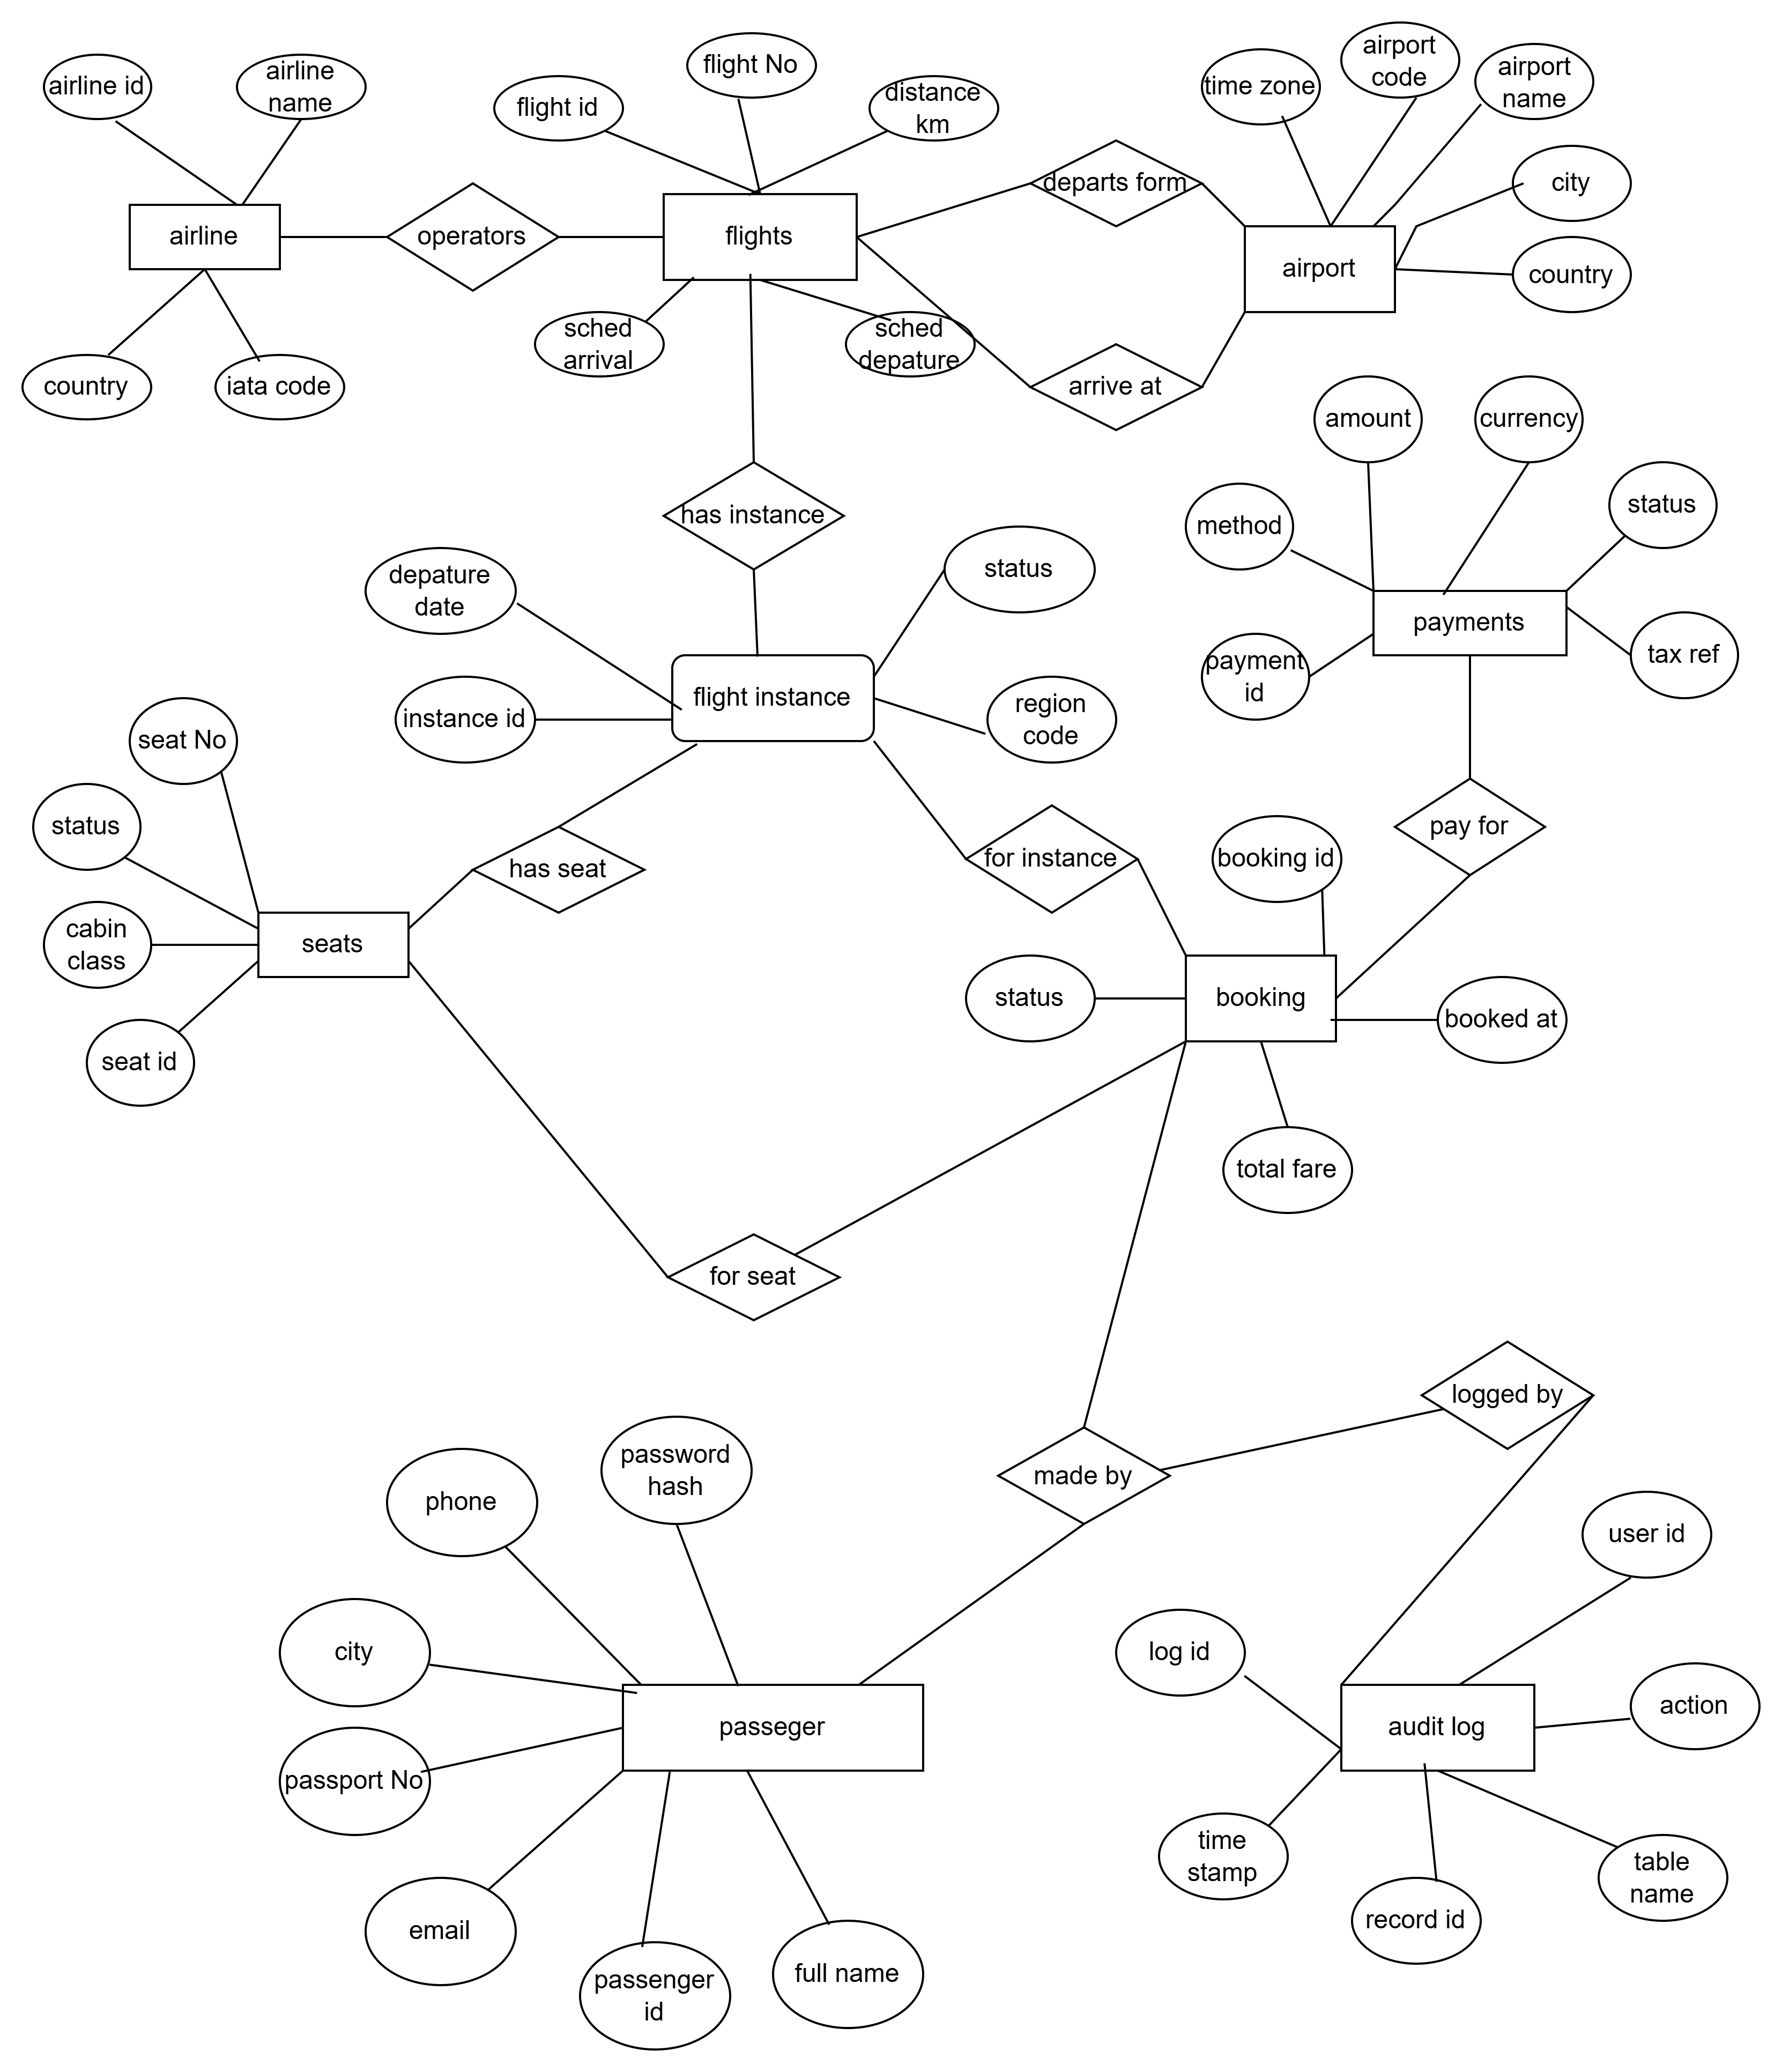 airline id
airline
name
flight id
flight No
distance
km
time zone
airport
code
airport
name
city
country
airline
operators
flights
departs form
airport
arrive at
country
iata code
sched
arrival
sched
depature
amount
currency
method
status
payments
payment
id
tax ref
has instance
depature
date
status
flight instance
instance id
region
code
seat No
status
cabin
class
seat id
seats
has seat
for instance
pay for
booking id
status
booking
booked at
total fare
for seat
logged by
made by
phone
password
hash
city
passport No
passeger
email
passenger
id
full name
user id
log id
audit log
action
time
stamp
record id
table
name